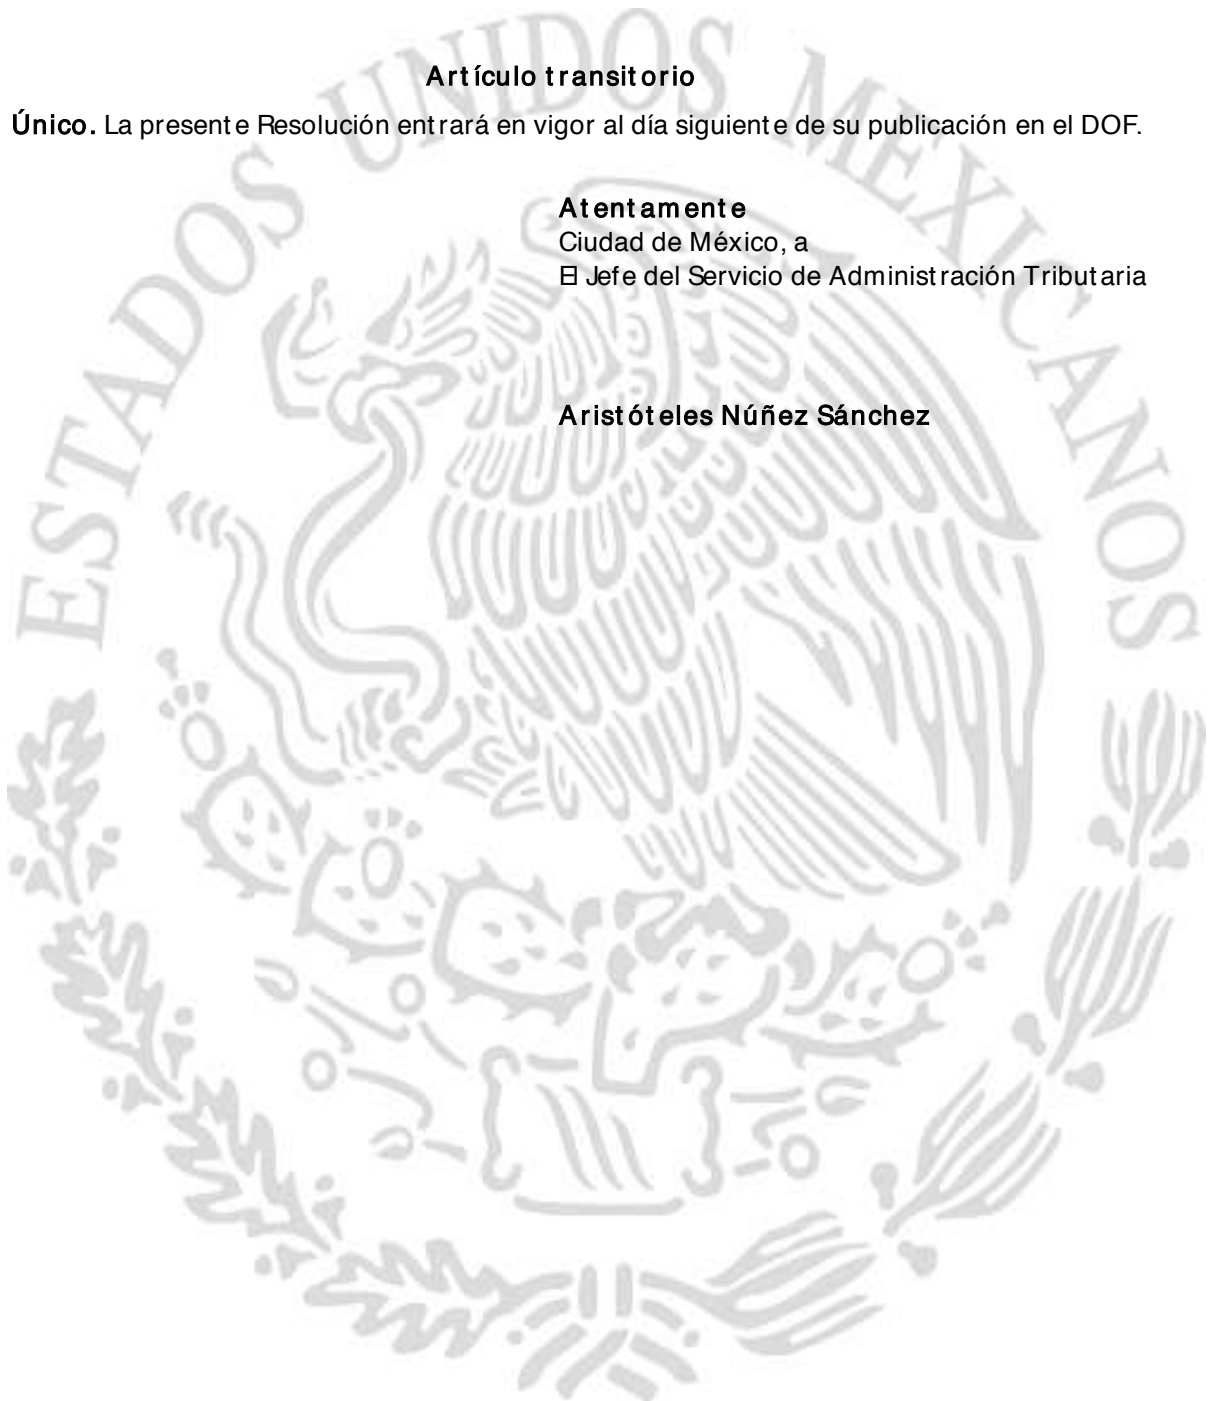 ESTADOS UNIDOS MEXICANOS
Artículo transitorio
Único. La presente Resolución entrará en vigor al día siguiente de su publicación en el DOF.
Atentamente
Ciudad de México, a
El Jefe del Servicio de Administración Tributaria
Aristóteles Núñez Sánchez